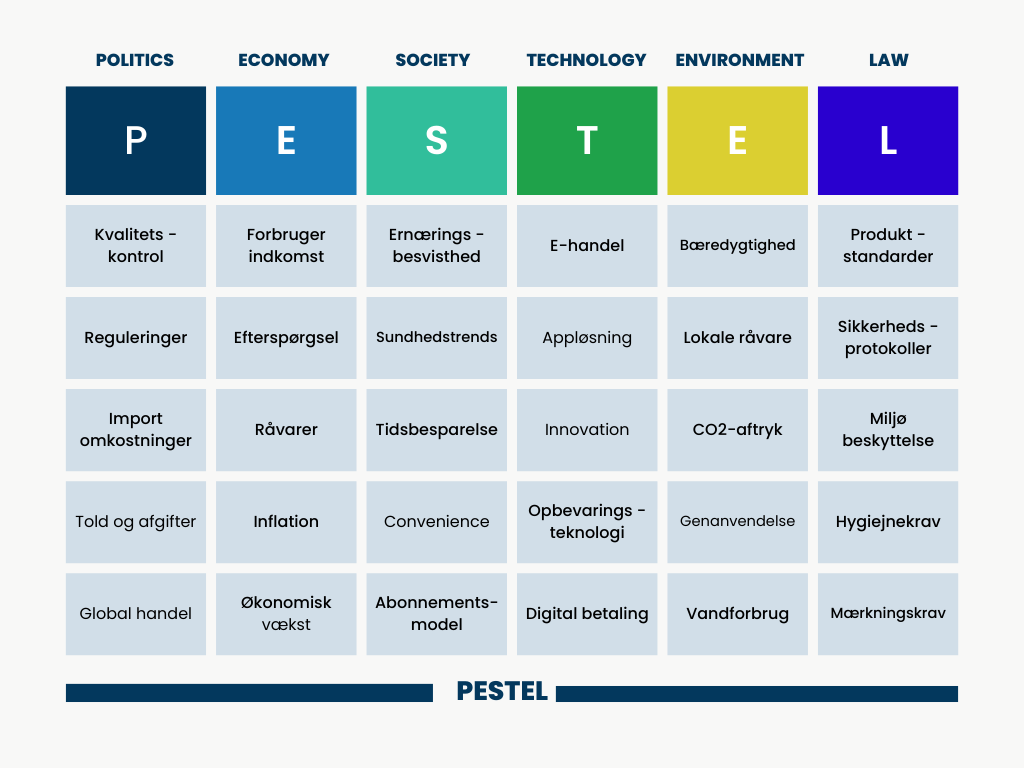 POLITICS ECONOMY SOCIETY TECHNOLOGY ENVIRONMENT LAW
P E S T E L
Kvalitets -
kontrol
Forbruger
indkomst
Ernærings -
besvisthed
E-handel
Bæredygtighed
Produkt -
standarder
Reguleringer
Efterspørgsel
Sundhedstrends
Appløsning
Lokale råvare
Sikkerheds -
protokoller
Import
omkostninger
Råvarer
Tidsbesparelse
Innovation
CO2-aftryk
Miljø
beskyttelse
Told og afgifter
Inflation
Convenience
Opbevarings -
teknologi
Genanvendelse
Hygiejnekrav
Global handel
Økonomisk
vækst
Abonnements-
model
Digital betaling
Vandforbrug
Mærkningskrav
PESTEL